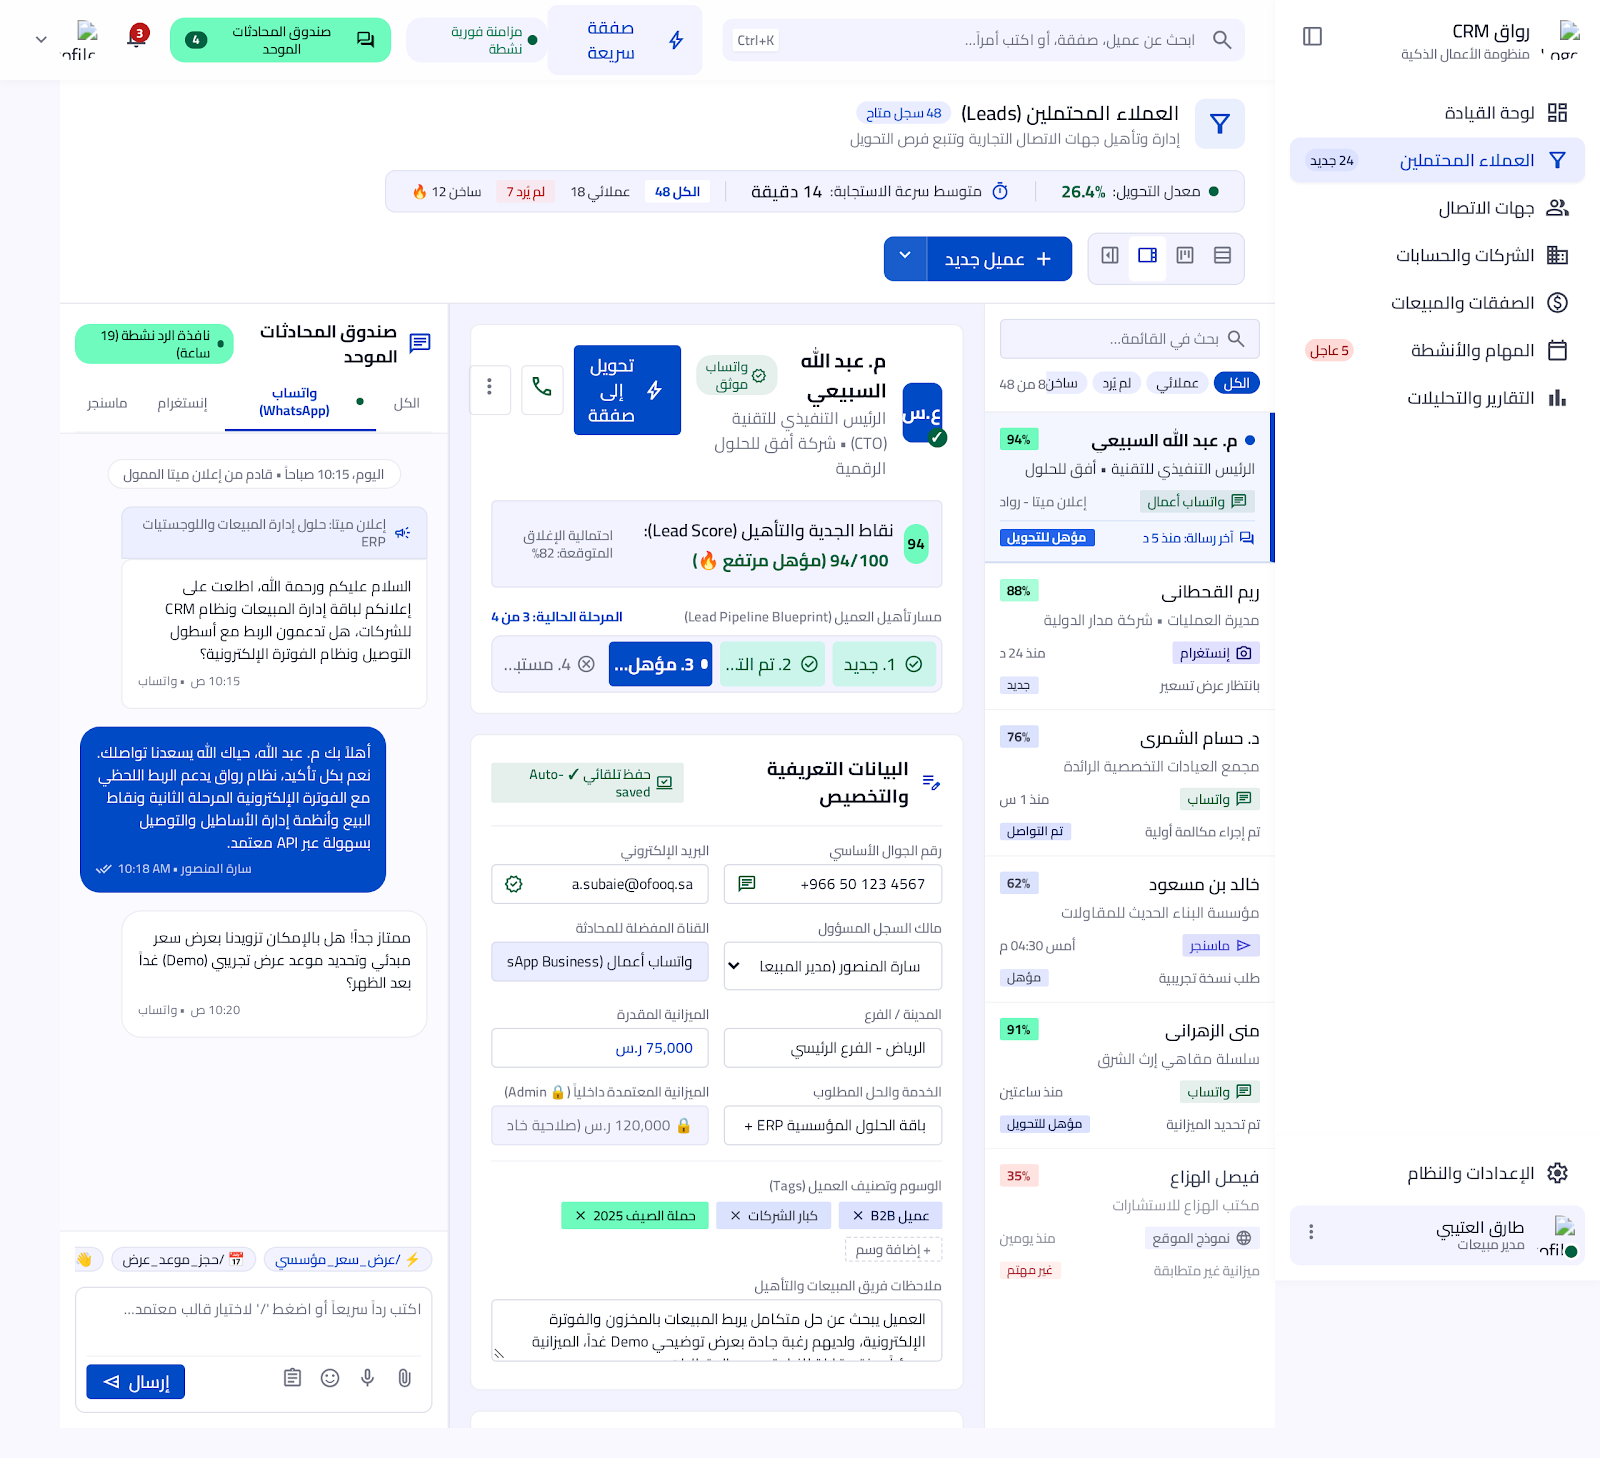 رواق CRM
منظومة الأعمال الذكية
لوحة القيادة
العملاء المحتملين
24 جديد
جهات الاتصال
الشركات والحسابات
الصفقات والمبيعات
المهام والأنشطة
5 عاجل
التقارير والتحليلات
الإعدادات والنظام
طارق العتيبي
مدير مبيعات
ابحث عن عميل، صفقة، أو اكتب أمراً...
Ctrl+K
صفقة
سريعة
مزامنة فورية
نشطة
صندوق المحادثات
الموحد
4
3
العملاء المحتملين (Leads)
48 سجل متاح
إدارة وتأهيل جهات الاتصال التجارية وتتبع فرص التحويل
معدل التحويل: 26.4%
متوسط سرعة الاستجابة: 14 دقيقة
الكل 48
عملائي 18
لم يُرد 7
ساخن 12 🔥
عميل جديد
بحث في القائمة...
الكل
عملائي
لم يُرد
ساخن
8 من 48
م. عبد الله السبيعي
94%
الرئيس التنفيذي للتقنية • أفق للحلول
واتساب أعمال
إعلان ميتا - رواد
آخر رسالة: منذ 5 د
مؤهل للتحويل
ريم القحطاني
88%
مديرة العمليات • شركة مدار الدولية
إنستغرام
منذ 24 د
بانتظار عرض تسعير
جديد
د. حسام الشمري
76%
مجمع العيادات التخصصية الرائدة
واتساب
منذ 1 س
تم إجراء مكالمة أولية
تم التواصل
خالد بن مسعود
62%
مؤسسة البناء الحديث للمقاولات
ماسنجر
أمس 04:30 م
طلب نسخة تجريبية
مؤهل
منى الزهراني
91%
سلسلة مقاهي إرث الشرق
واتساب
منذ ساعتين
تم تحديد الميزانية
مؤهل للتحويل
فيصل الهزاع
35%
مكتب الهزاع للاستشارات
نموذج الموقع
منذ يومين
ميزانية غير متطابقة
غير مهتم
ع.س
م. عبد الله
السبيعي
واتساب
موثق
الرئيس التنفيذي للتقنية
(CTO) • شركة أفق للحلول
الرقمية
تحويل
إلى
صفقة
94
نقاط الجدية والتأهيل (Lead Score):
94/100 (مؤهل مرتفع 🔥)
احتمالية الإغلاق
المتوقعة: 82%
مسار تأهيل العميل (Lead Pipeline Blueprint)
المرحلة الحالية: 3 من 4
1. جديد
2. تم الت...
3. مؤهل...
4. مستب...
البيانات التعريفية
والتخصيص
حفظ تلقائي ✓ Auto-
saved
رقم الجوال الأساسي
+966 50 123 4567
البريد الإلكتروني
a.subaie@ofooq.sa
مالك السجل المسؤول
سارة المنصور (مدير المبيعا
القناة المفضلة للمحادثة
واتساب أعمال (sApp Business
المدينة / الفرع
الرياض - الفرع الرئيسي
الميزانية المقدرة
75,000 ر.س
الخدمة والحل المطلوب
باقة الحلول المؤسسية ERP +
الميزانية المعتمدة داخلياً (🔒 Admin)
🔒 120,000 ر.س (صلاحية خاد
الوسوم وتصنيف العميل (Tags)
عميل B2B ×
كبار الشركات ×
حملة الصيف 2025 ×
+ إضافة وسم
ملاحظات فريق المبيعات والتأهيل
العميل يبحث عن حل متكامل يربط المبيعات بالمخزون والفوترة
الإلكترونية، ولديهم رغبة جادة بعرض توضيحي Demo غداً، الميزانية
صندوق المحادثات
الموحد
نافذة الرد نشطة (19
ساعة)
الكل
واتساب
(WhatsApp)
إنستغرام
ماسنجر
اليوم، 10:15 صباحاً • قادم من إعلان ميتا الممول
إعلان ميتا: حلول إدارة المبيعات واللوجستيات
ERP
السلام عليكم ورحمة الله، اطلعت على
إعلانكم لباقة إدارة المبيعات ونظام CRM
للشركات، هل تدعمون الربط مع أسطول
التوصيل ونظام الفوترة الإلكترونية؟
10:15 ص • واتساب
أهلاً بك م. عبد الله، حياك الله يسعدنا تواصلك.
نعم بكل تأكيد، نظام رواق يدعم الربط اللحظي
مع الفوترة الإلكترونية المرحلة الثانية ونقاط
البيع وأنظمة إدارة الأساطيل والتوصيل
بسهولة عبر API معتمد.
سارة المنصور • 10:18 AM
ممتاز جداً! هل بالإمكان تزويدنا بعرض سعر
مبدئي وتحديد موعد عرض تجريبي (Demo) غداً
بعد الظهر؟
10:20 ص • واتساب
⚡ /عرض_سعر_مؤسسي
📅 /حجز_موعد_عرض
👋
اكتب رداً سريعاً أو اضغط '/' لاختيار قالب معتمد...
إرسال